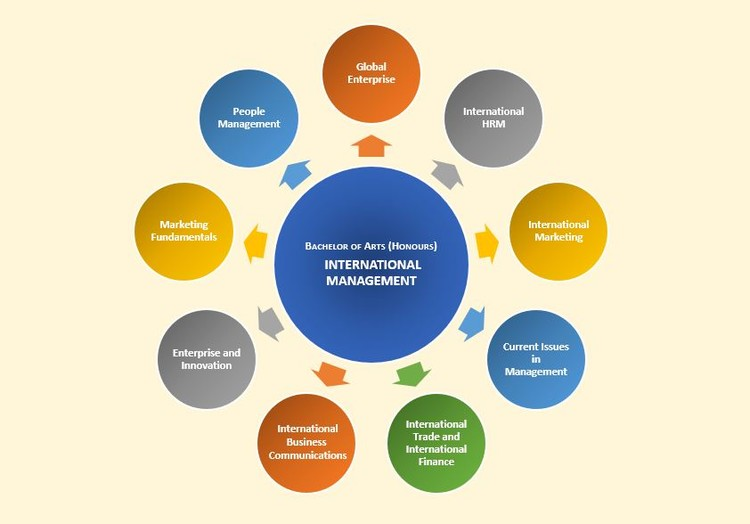 Global
Enterprise
People
Management
International
HRM
Marketing
Fundamentals
Bachelor of Arts (Honours)
INTERNATIONAL
MANAGEMENT
International
Marketing
Enterprise and
Innovation
Current Issues
in
Management
International
Business
Communications
International
Trade and
International
Finance